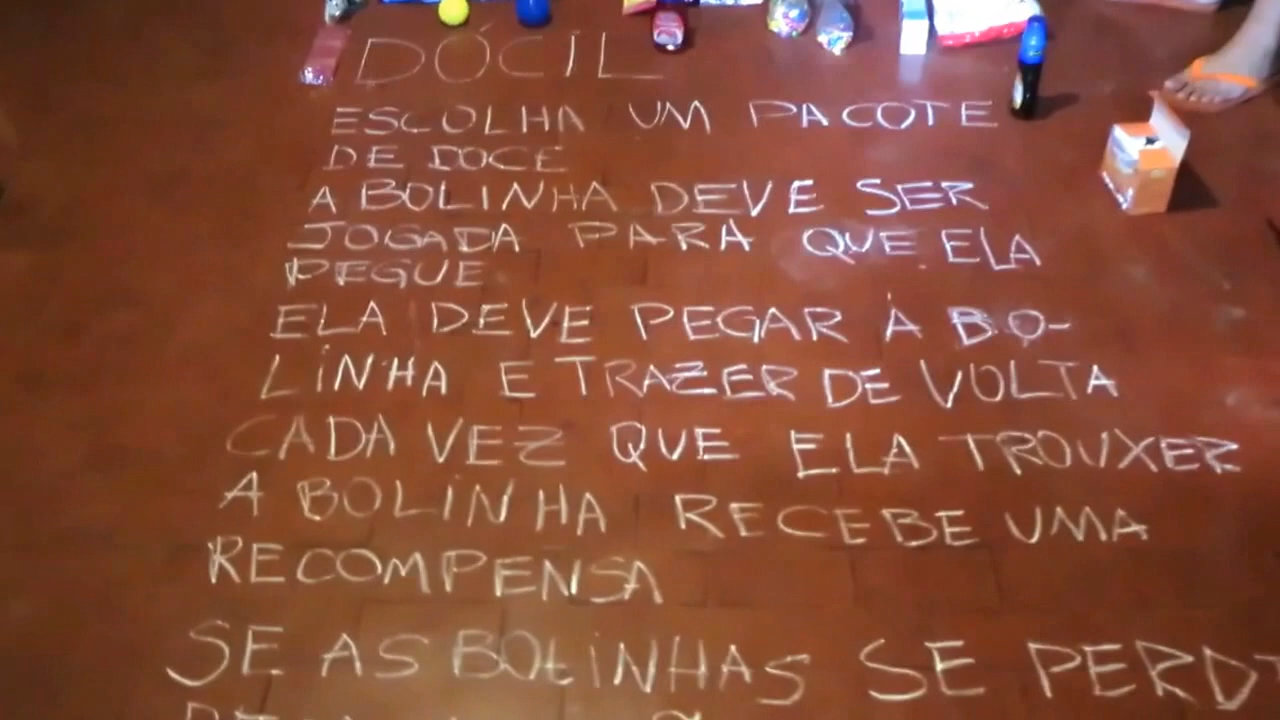 DÓCIL
ESCOLHA UM PACOTE
DE DOCE
A BOLINHA DEVE SER
JOGADA PARA QUE ELA
PEGUE
ELA DEVE PEGAR A BO-
LINHA E TRAZER DE VOLTA
CADA VEZ QUE ELA TROUXER
A BOLINHA RECEBE UMA
RECOMPENSA
SE AS BOLINHAS SE